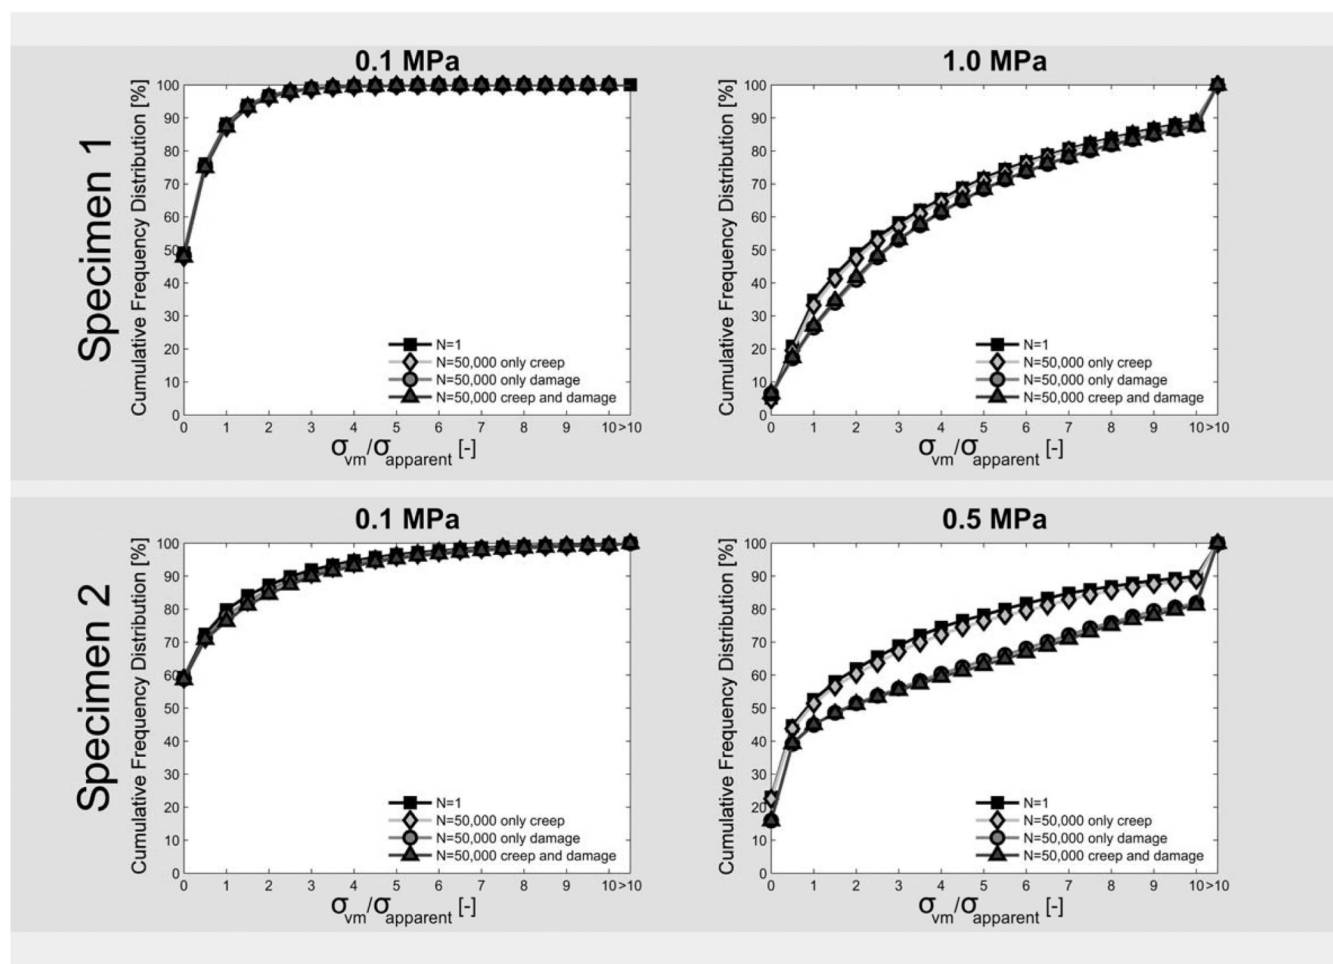 Specimen 1
0.1 MPa
Cumulative Frequency Distribution [%]
100
90
80
70
60
50
40
30
20
10
0
N=1
N=50,000 only creep
N=50,000 only damage
N=50,000 creep and damage
0 1 2 3 4 5 6 7 8 9 10 >10
σvm/σapparent [-]
1.0 MPa
Cumulative Frequency Distribution [%]
100
90
80
70
60
50
40
30
20
10
0
N=1
N=50,000 only creep
N=50,000 only damage
N=50,000 creep and damage
0 1 2 3 4 5 6 7 8 9 10 >10
σvm/σapparent [-]
Specimen 2
0.1 MPa
Cumulative Frequency Distribution [%]
100
90
80
70
60
50
40
30
20
10
0
N=1
N=50,000 only creep
N=50,000 only damage
N=50,000 creep and damage
0 1 2 3 4 5 6 7 8 9 10 >10
σvm/σapparent [-]
0.5 MPa
Cumulative Frequency Distribution [%]
100
90
80
70
60
50
40
30
20
10
0
N=1
N=50,000 only creep
N=50,000 only damage
N=50,000 creep and damage
0 1 2 3 4 5 6 7 8 9 10 >10
σvm/σapparent [-]